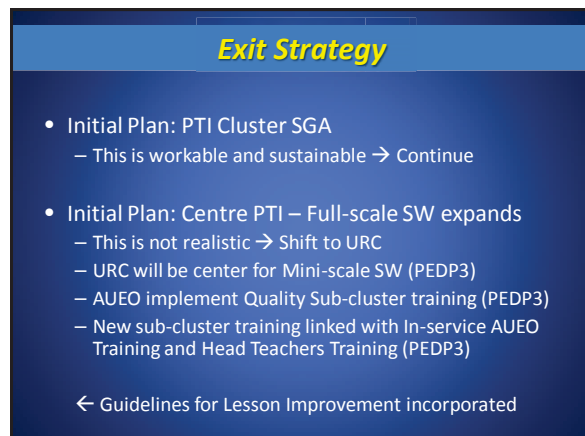 Exit Strategy
• Initial Plan: PTI Cluster SGA
– This is workable and sustainable → Continue
• Initial Plan: Centre PTI – Full-scale SW expands
– This is not realistic → Shift to URC
– URC will be center for Mini-scale SW (PEDP3)
– AUEO implement Quality Sub-cluster training (PEDP3)
– New sub-cluster training linked with In-service AUEO
Training and Head Teachers Training (PEDP3)
← Guidelines for Lesson Improvement incorporated